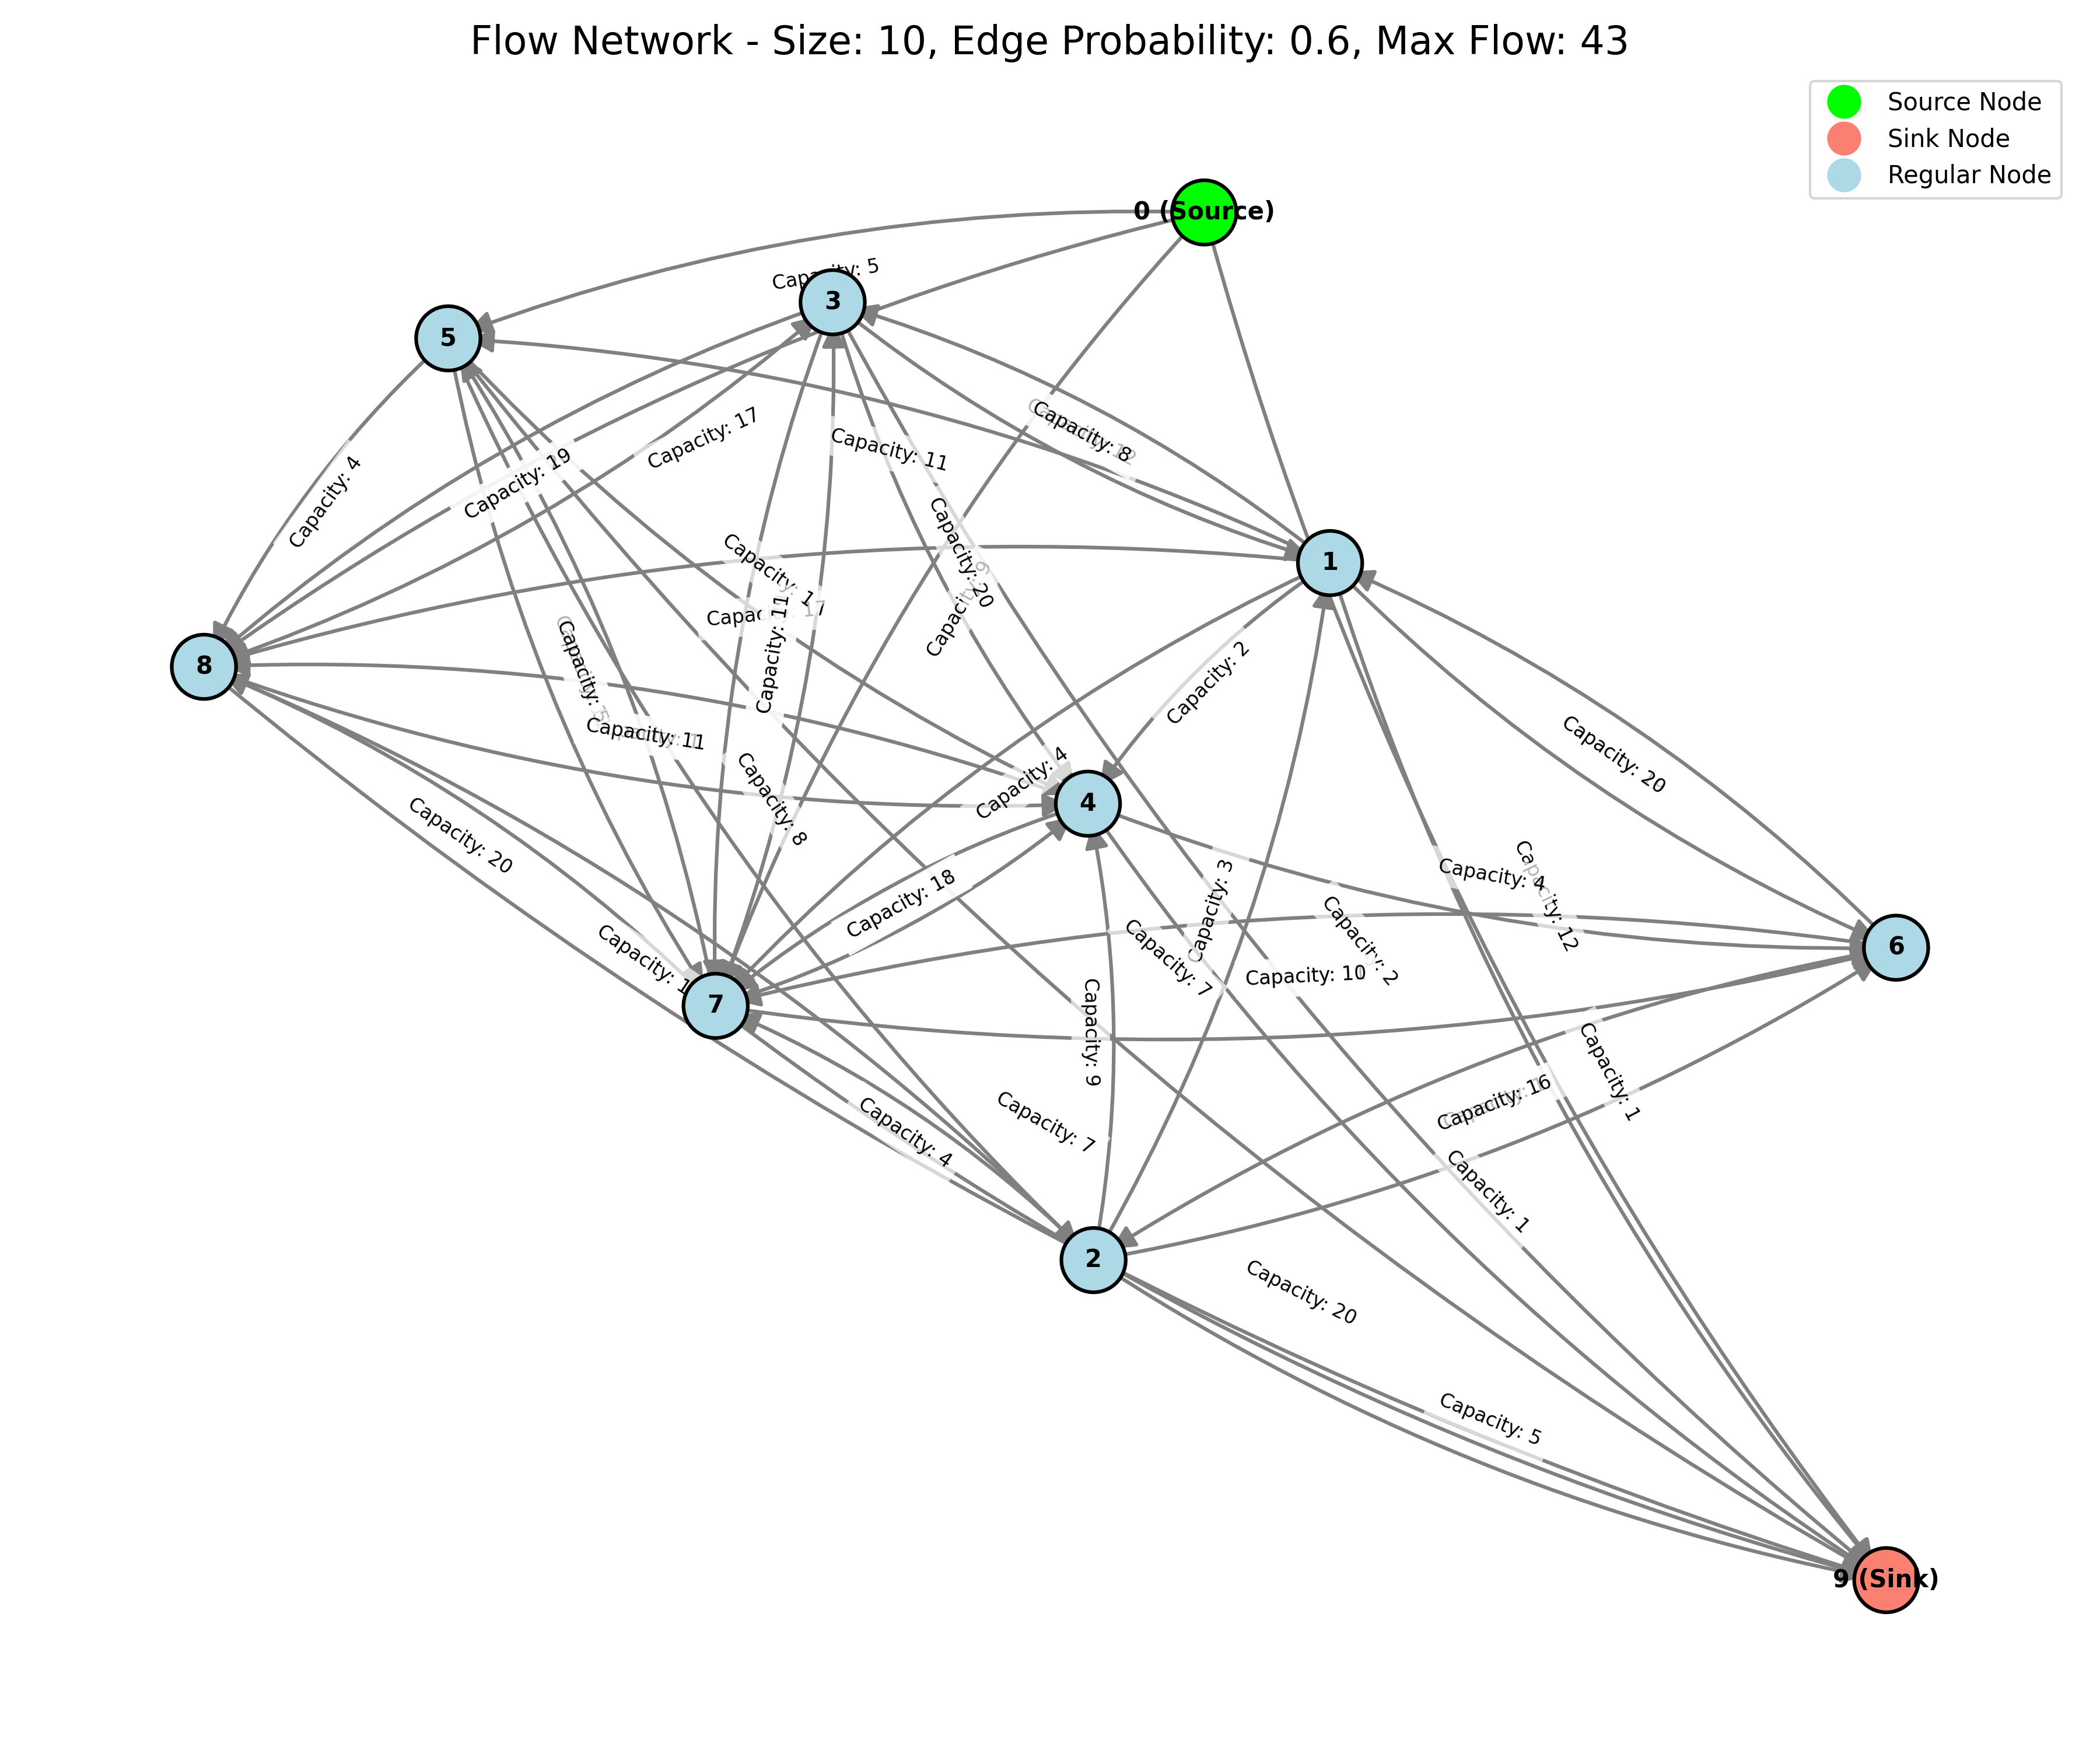 Flow Network - Size: 10, Edge Probability: 0.6, Max Flow: 43
Source Node
Sink Node
Regular Node
0 (Source)
Capacity: 5
3
5
Capacity: 17
Capacity: 8
Capacity: 11
Capacity: 19
Capacity: 4
Capacity: 20
1
Capacity: 17
Capacity: 17
Capacity: 11
8
Capacity: 2
Capacity:
Capacity: 11
Capacity: 20
Capacity: 4
4
Capacity: 8
Capacity: 20
Capacity: 18
Capacity: 3
Capacity: 4
Capacity: 12
6
Capacity: 2
Capacity: 7
Capacity: 10
Capacity: 1
7
Capacity: 9
Capacity: 1
Capacity: 16
Capacity: 7
Capacity: 4
Capacity: 1
2
Capacity: 20
Capacity: 5
9 (Sink)